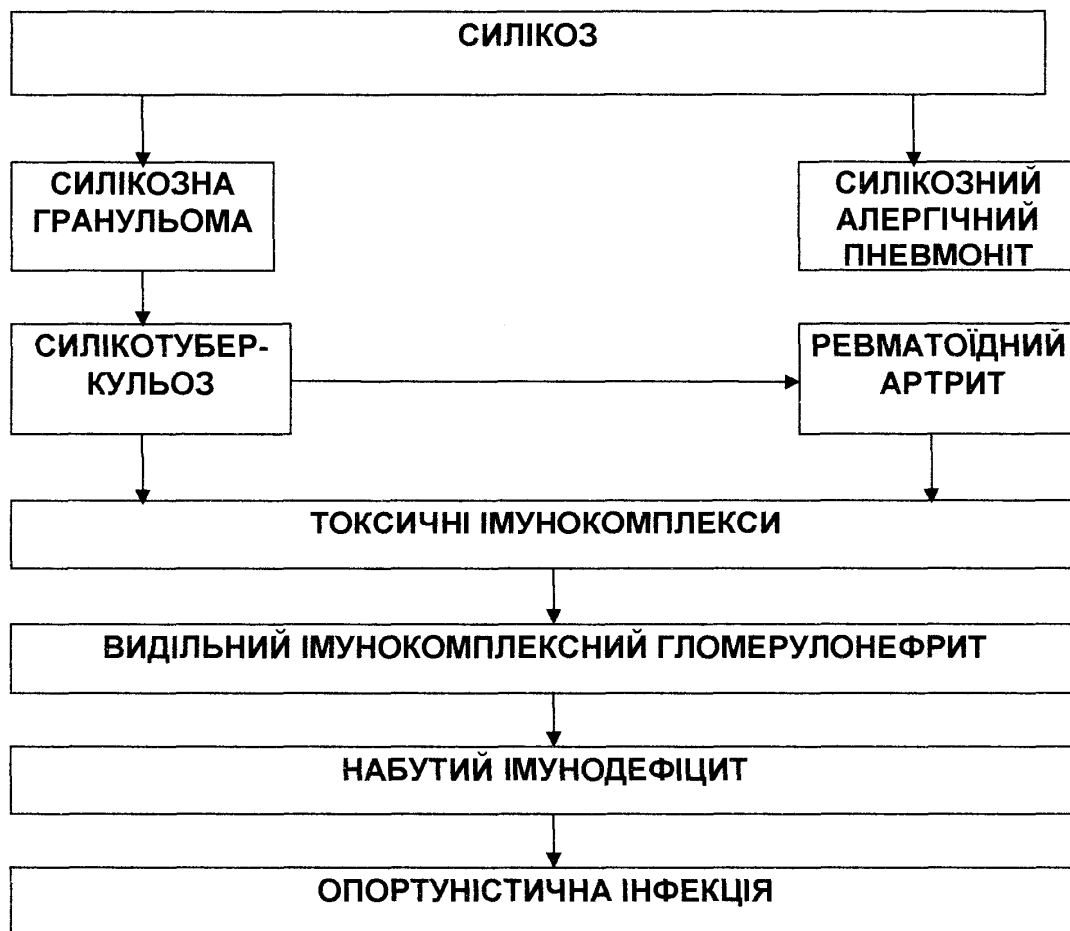 СИЛІКОЗ
СИЛІКОЗНА
ГРАНУЛЬОМА
СИЛІКОЗНИЙ
АЛЕРГІЧНИЙ
ПНЕВМОНІТ
СИЛІКОТУБЕР-
КУЛЬОЗ
РЕВМАТОЇДНИЙ
АРТРИТ
ТОКСИЧНІ ІМУНОКОМПЛЕКСИ
ВИДІЛЬНИЙ ІМУНОКОМПЛЕКСНИЙ ГЛОМЕРУЛОНЕФРИТ
НАБУТИЙ ІМУНОДЕФІЦИТ
ОПОРТУНІСТИЧНА ІНФЕКЦІЯ